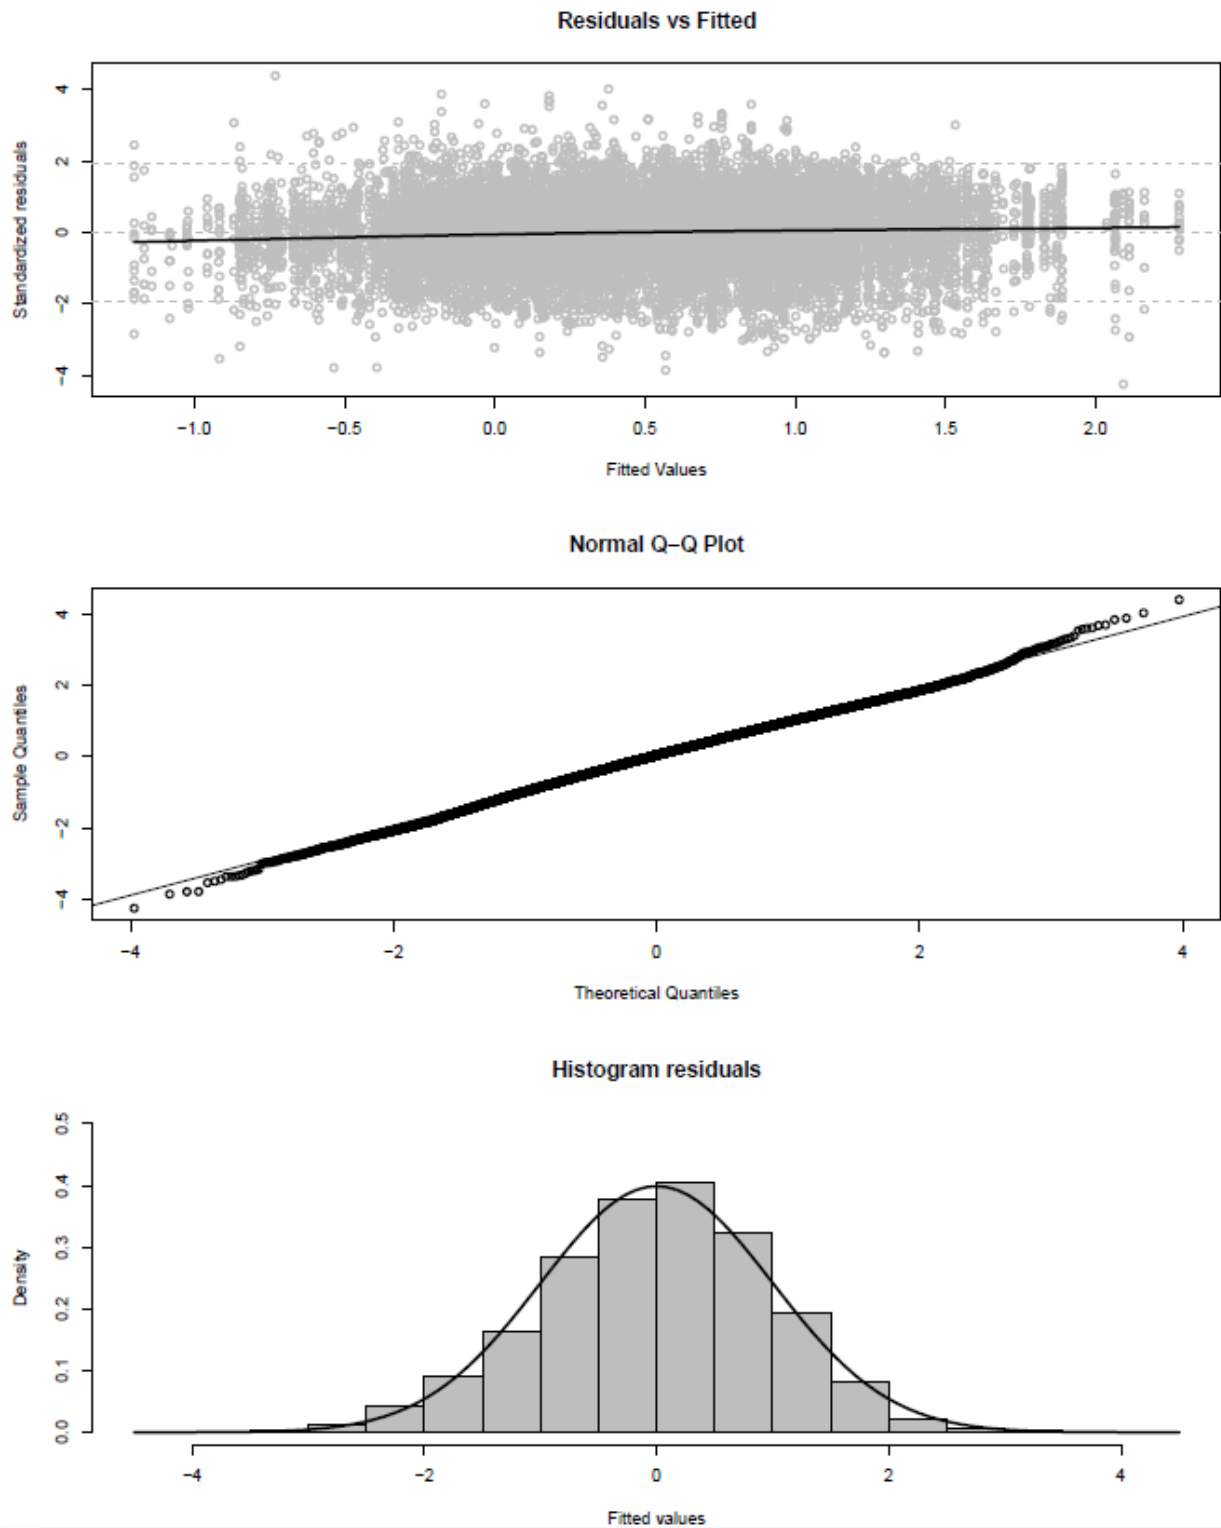 Residuals vs Fitted
Standardized residuals
4
2
0
−2
−4
−1.0 −0.5 0.0 0.5 1.0 1.5 2.0
Fitted Values
Normal Q−Q Plot
Sample Quantiles
4
2
0
−2
−4
−4 −2 0 2 4
Theoretical Quantiles
Histogram residuals
Density
0.5
0.4
0.3
0.2
0.1
0.0
−4 −2 0 2 4
Fitted values